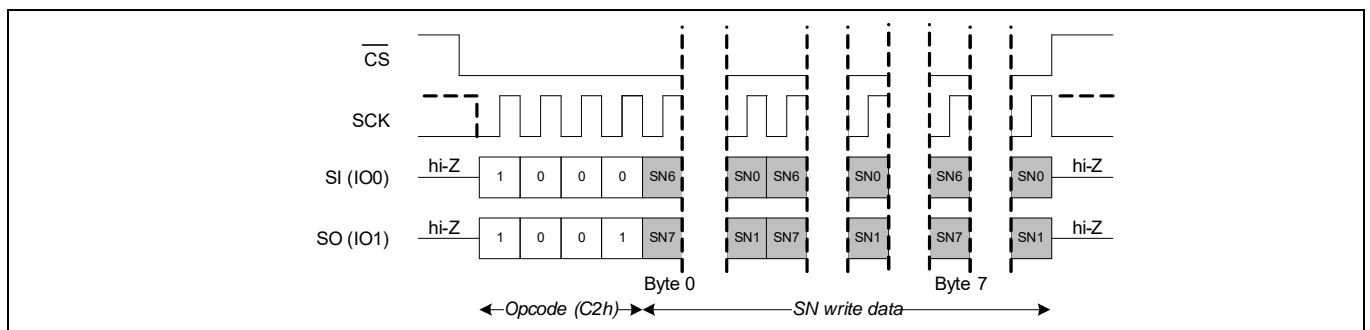 CS
SCK
SI (IO0) hi-Z 1 0 0 0 SN6 SN0 SN6 SN0 SN6 SN0 hi-Z
SO (IO1) hi-Z 1 0 0 1 SN7 SN1 SN7 SN1 SN7 SN1 hi-Z
Byte 0 Byte 7
Opcode (C2h) SN write data